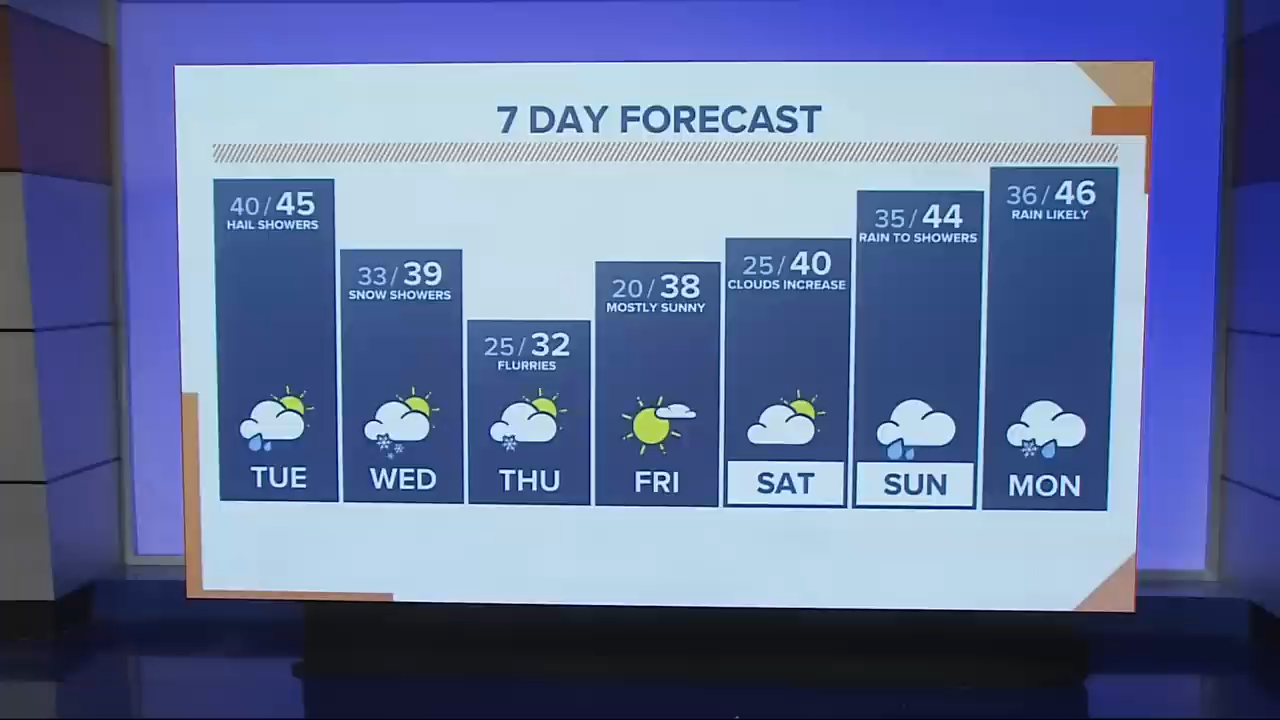 7 DAY FORECAST
40/45
HAIL SHOWERS
TUE
33/39
SNOW SHOWERS
WED
25/32
FLURRIES
THU
20/38
MOSTLY SUNNY
FRI
25/40
CLOUDS INCREASE
SAT
35/44
RAIN TO SHOWERS
SUN
36/46
RAIN LIKELY
MON